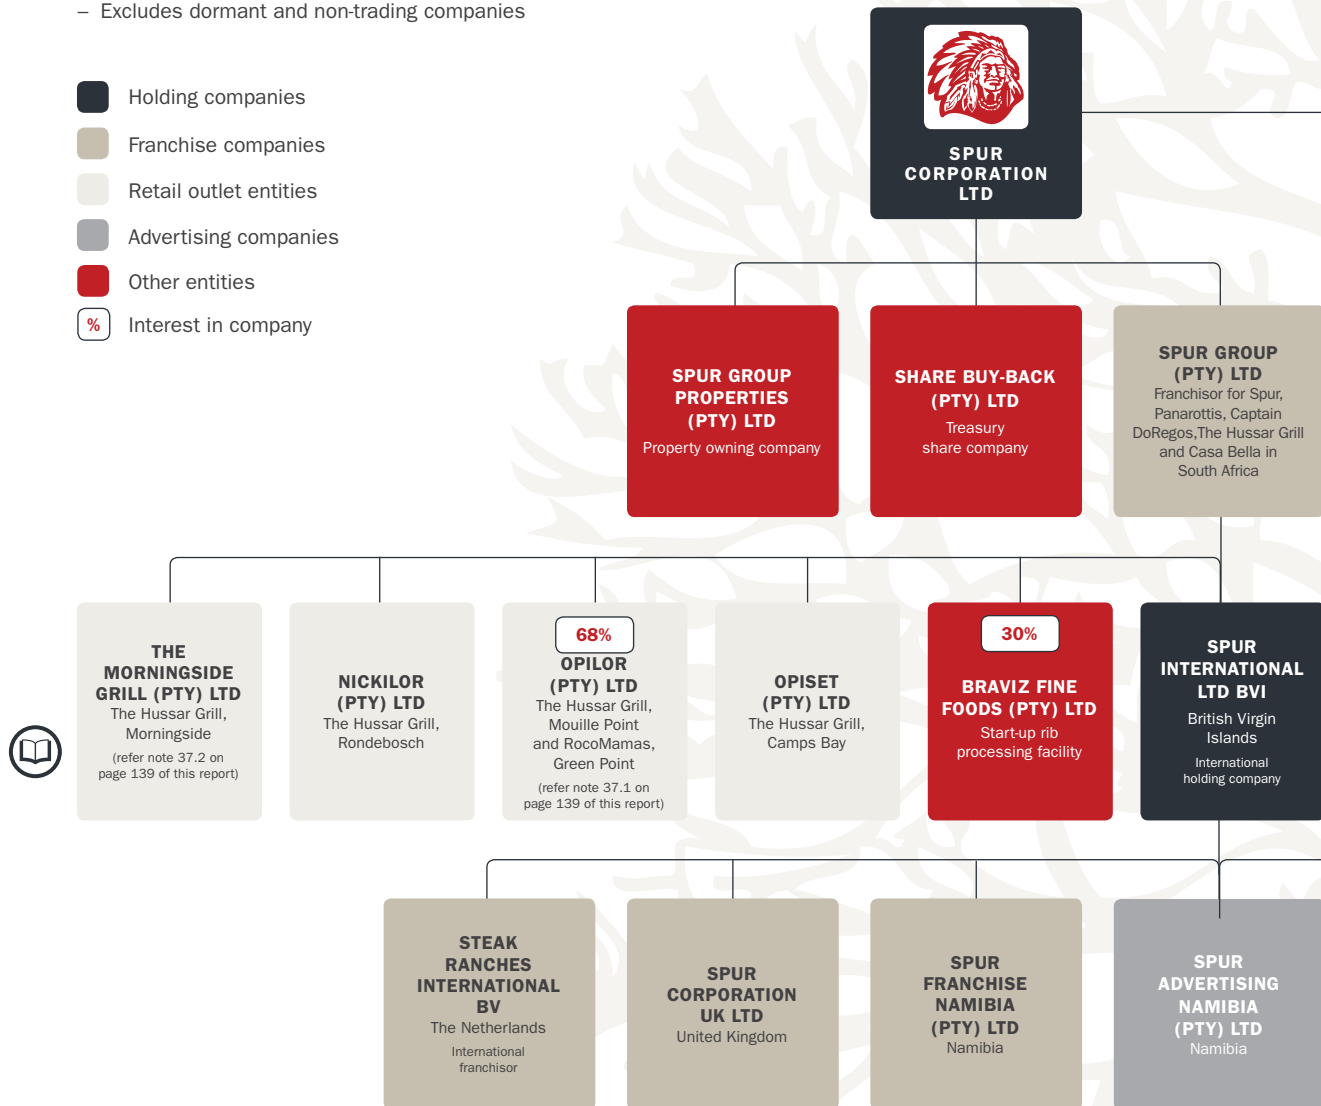 – Excludes dormant and non-trading companies
Holding companies
Franchise companies
Retail outlet entities
Advertising companies
Other entities
%
Interest in company
SPUR
CORPORATION
LTD
SPUR GROUP
PROPERTIES
(PTY) LTD
Property owning company
SHARE BUY-BACK
(PTY) LTD
Treasury
share company
SPUR GROUP
(PTY) LTD
Franchisor for Spur,
Panarottis, Captain
DoRegos,The Hussar Grill
and Casa Bella in
South Africa
THE
MORNINGSIDE
GRILL (PTY) LTD
The Hussar Grill,
Morningside
(refer note 37.2 on
page 139 of this report)
NICKILOR
(PTY) LTD
The Hussar Grill,
Rondebosch
68%
OPILOR
(PTY) LTD
The Hussar Grill,
Mouille Point
and RocoMamas,
Green Point
(refer note 37.1 on
page 139 of this report)
OPISET
(PTY) LTD
The Hussar Grill,
Camps Bay
30%
BRAVIZ FINE
FOODS (PTY) LTD
Start-up rib
processing facility
SPUR
INTERNATIONAL
LTD BVI
British Virgin
Islands
International
holding company
STEAK
RANCHES
INTERNATIONAL
BV
The Netherlands
International
franchisor
SPUR
CORPORATION
UK LTD
United Kingdom
SPUR
FRANCHISE
NAMIBIA
(PTY) LTD
Namibia
SPUR
ADVERTISING
NAMIBIA
(PTY) LTD
Namibia